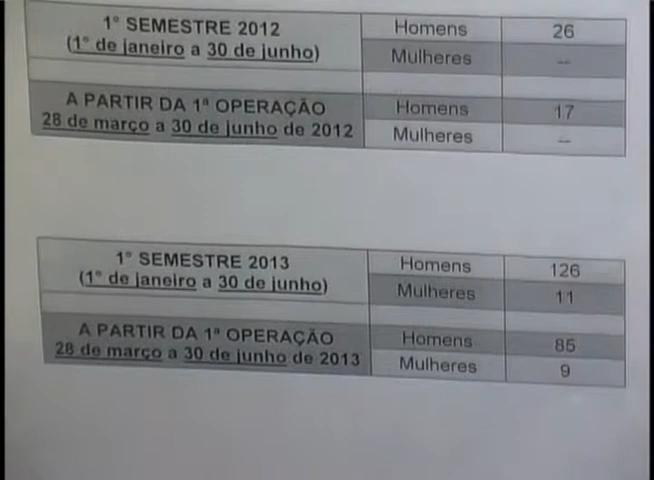 1° SEMESTRE 2012 Homens 26
(1° de janeiro a 30 de junho) Mulheres --
A PARTIR DA 1ª OPERAÇÃO Homens 17
28 de março a 30 de junho de 2012 Mulheres --
1° SEMESTRE 2013 Homens 126
(1° de janeiro a 30 de junho) Mulheres 11
A PARTIR DA 1ª OPERAÇÃO Homens 85
28 de março a 30 de junho de 2013 Mulheres 9